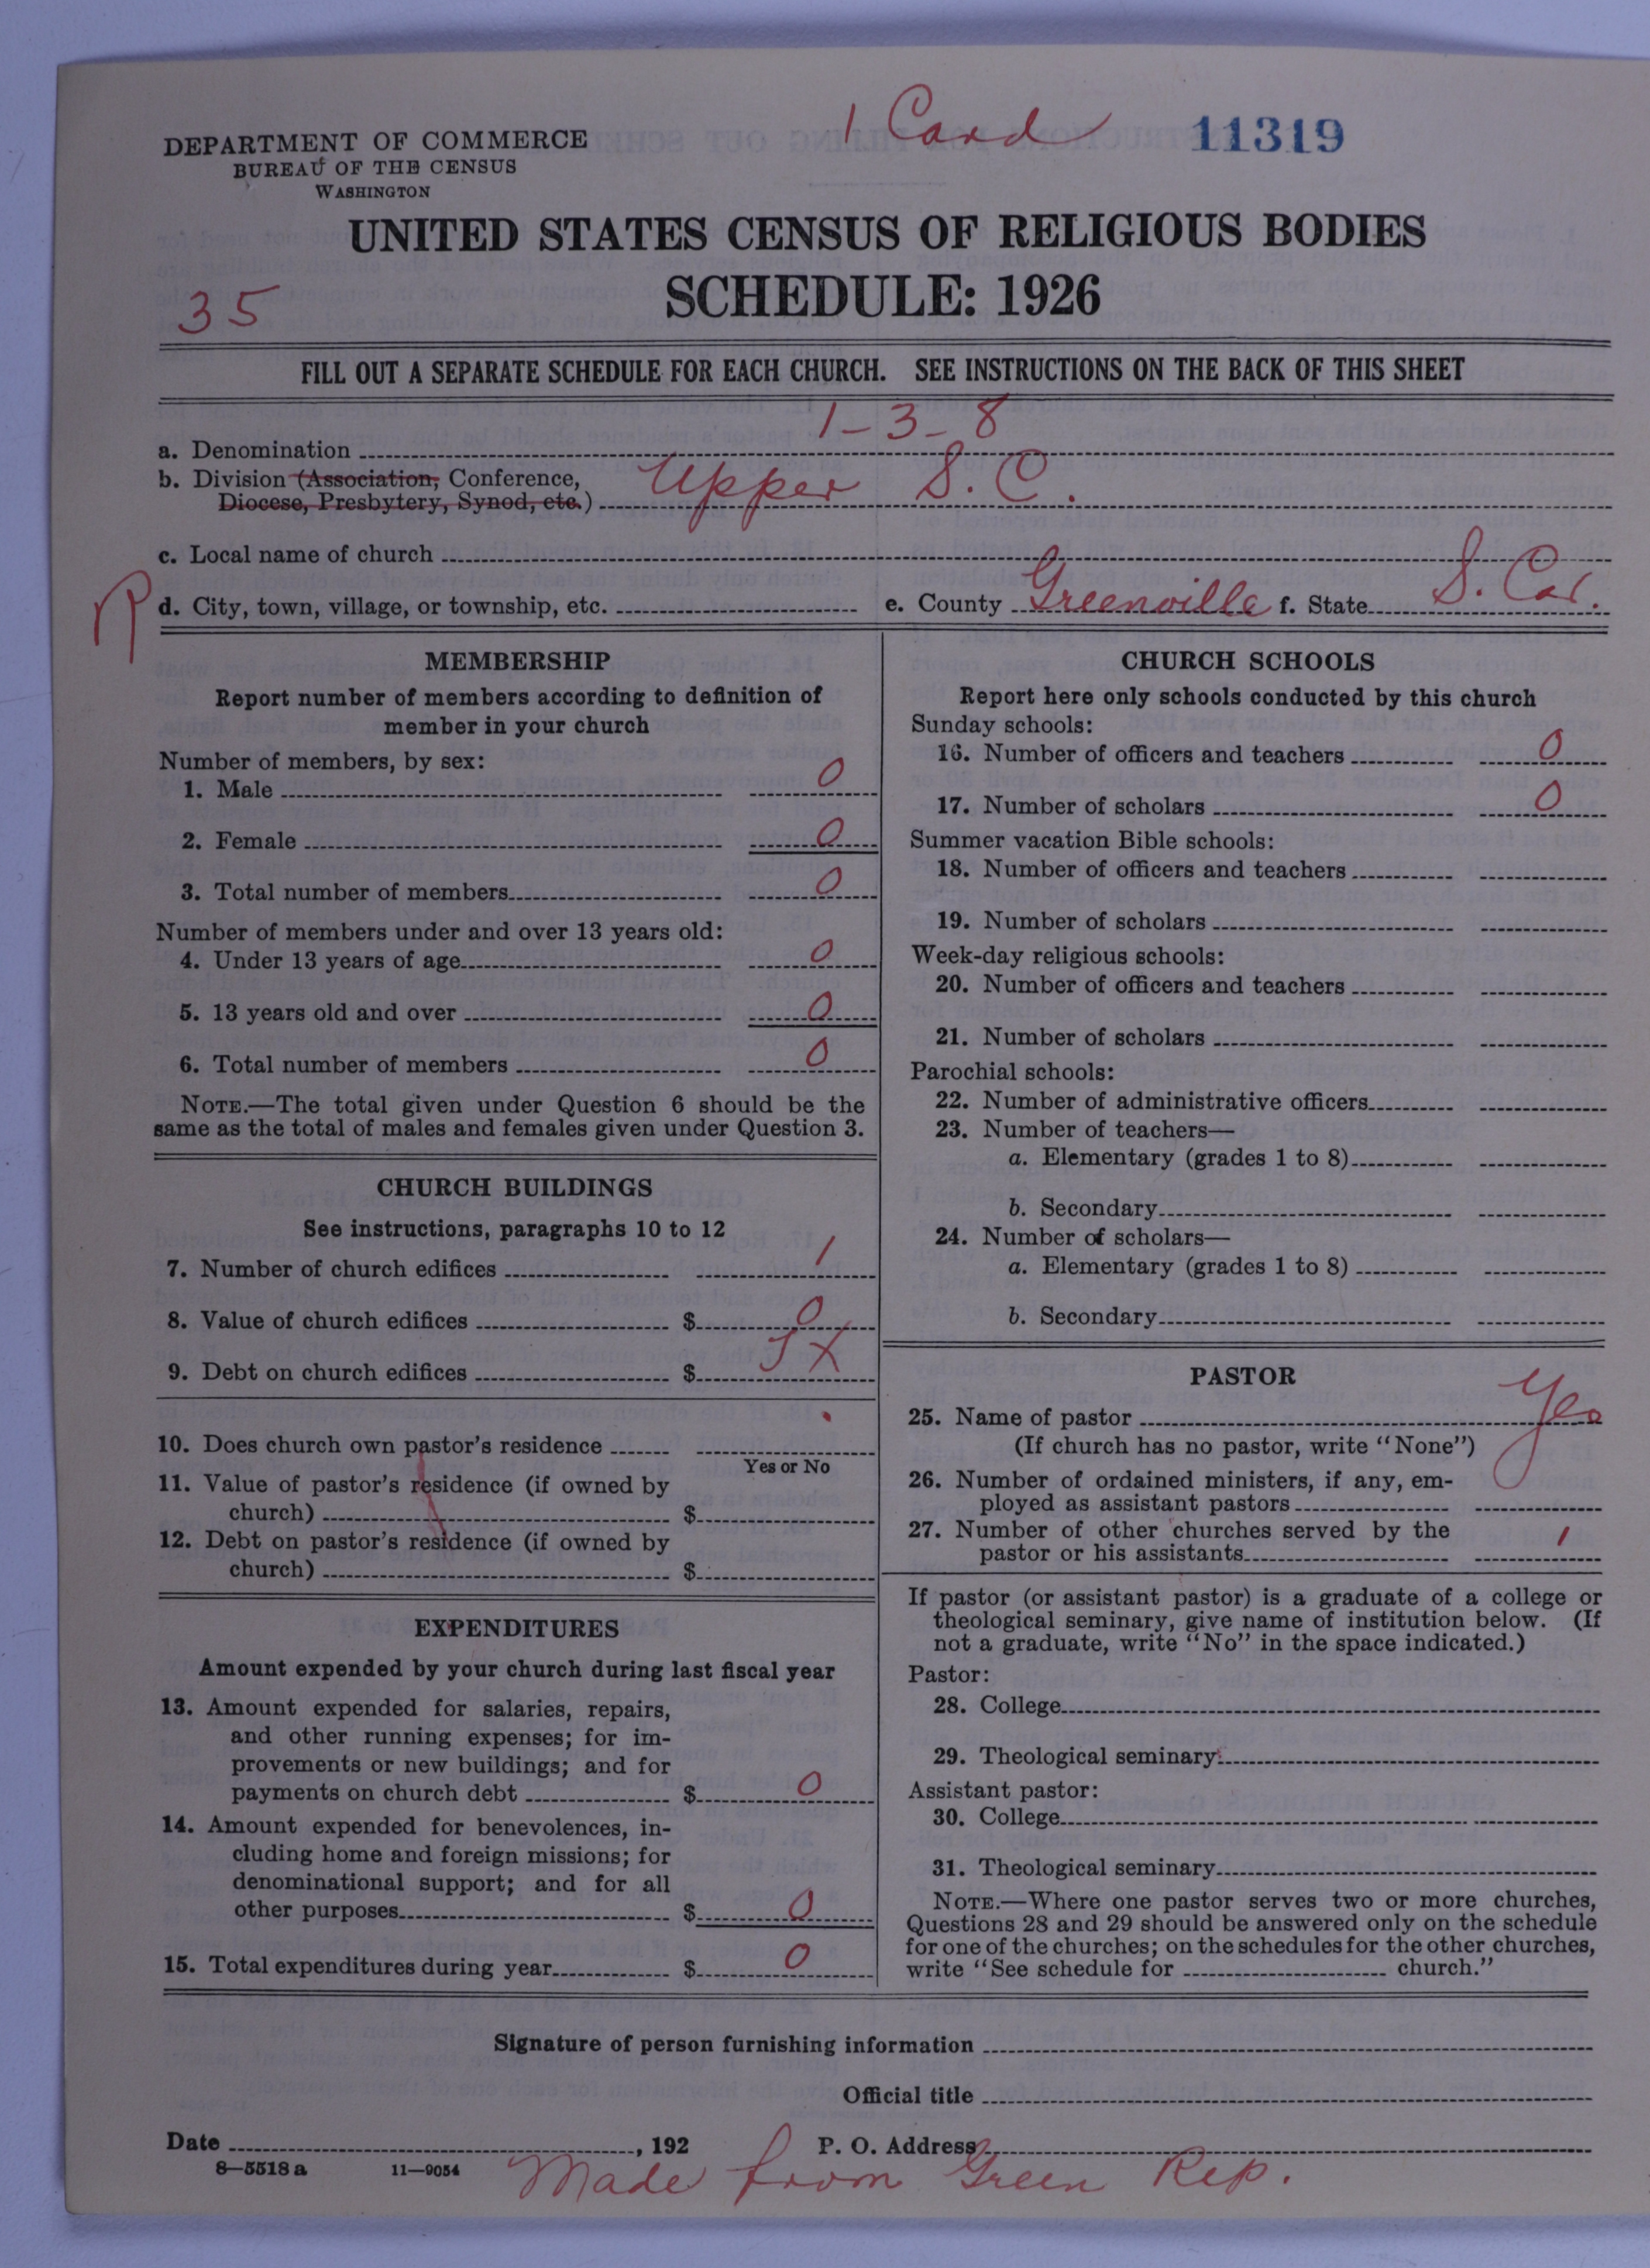 1 Card 11319
DEPARTMENT OF COMMERCE
BUREAU OF THE CENSUS
WASHINGTON
UNITED STATES CENSUS OF RELIGIOUS BODIES
SCHEDULE: 1926
35
FILL OUT A SEPARATE SCHEDULE FOR EACH CHURCH. SEE INSTRUCTIONS ON THE BACK OF THIS SHEET
a. Denomination 1-3-8
b. Division (Association, Conference,
Diocese, Presbytery, Synod, etc.) Upper S. C.
c. Local name of church
R d. City, town, village, or township, etc. e. County Greenville f. State S. Car.
MEMBERSHIP
Report number of members according to definition of
member in your church
Number of members, by sex:
1. Male 0
2. Female 0
3. Total number of members 0
Number of members under and over 13 years old:
4. Under 13 years of age 0
5. 13 years old and over 0
6. Total number of members 0
NOTE.—The total given under Question 6 should be the
same as the total of males and females given under Question 3.
CHURCH BUILDINGS
See instructions, paragraphs 10 to 12
7. Number of church edifices 1
8. Value of church edifices $ 0
9. Debt on church edifices $
10. Does church own pastor's residence
Yes or No
11. Value of pastor's residence (if owned by
church) $
12. Debt on pastor's residence (if owned by
church) $
EXPENDITURES
Amount expended by your church during last fiscal year
13. Amount expended for salaries, repairs,
and other running expenses; for im-
provements or new buildings; and for
payments on church debt $ 0
14. Amount expended for benevolences, in-
cluding home and foreign missions; for
denominational support; and for all
other purposes $ 0
15. Total expenditures during year $ 0
CHURCH SCHOOLS
Report here only schools conducted by this church
Sunday schools:
16. Number of officers and teachers 0
17. Number of scholars 0
Summer vacation Bible schools:
18. Number of officers and teachers
19. Number of scholars
Week-day religious schools:
20. Number of officers and teachers
21. Number of scholars
Parochial schools:
22. Number of administrative officers
23. Number of teachers—
a. Elementary (grades 1 to 8)
b. Secondary
24. Number of scholars—
a. Elementary (grades 1 to 8)
b. Secondary
PASTOR
25. Name of pastor Yes
(If church has no pastor, write "None")
26. Number of ordained ministers, if any, em-
ployed as assistant pastors
27. Number of other churches served by the
pastor or his assistants 1
If pastor (or assistant pastor) is a graduate of a college or
theological seminary, give name of institution below. (If
not a graduate, write "No" in the space indicated.)
Pastor:
28. College
29. Theological seminary
Assistant pastor:
30. College
31. Theological seminary
NOTE.—Where one pastor serves two or more churches,
Questions 28 and 29 should be answered only on the schedule
for one of the churches; on the schedules for the other churches,
write "See schedule for church."
Signature of person furnishing information
Official title
Date , 192 P. O. Address
8—5518 a 11—9054
Made from Green Rep.